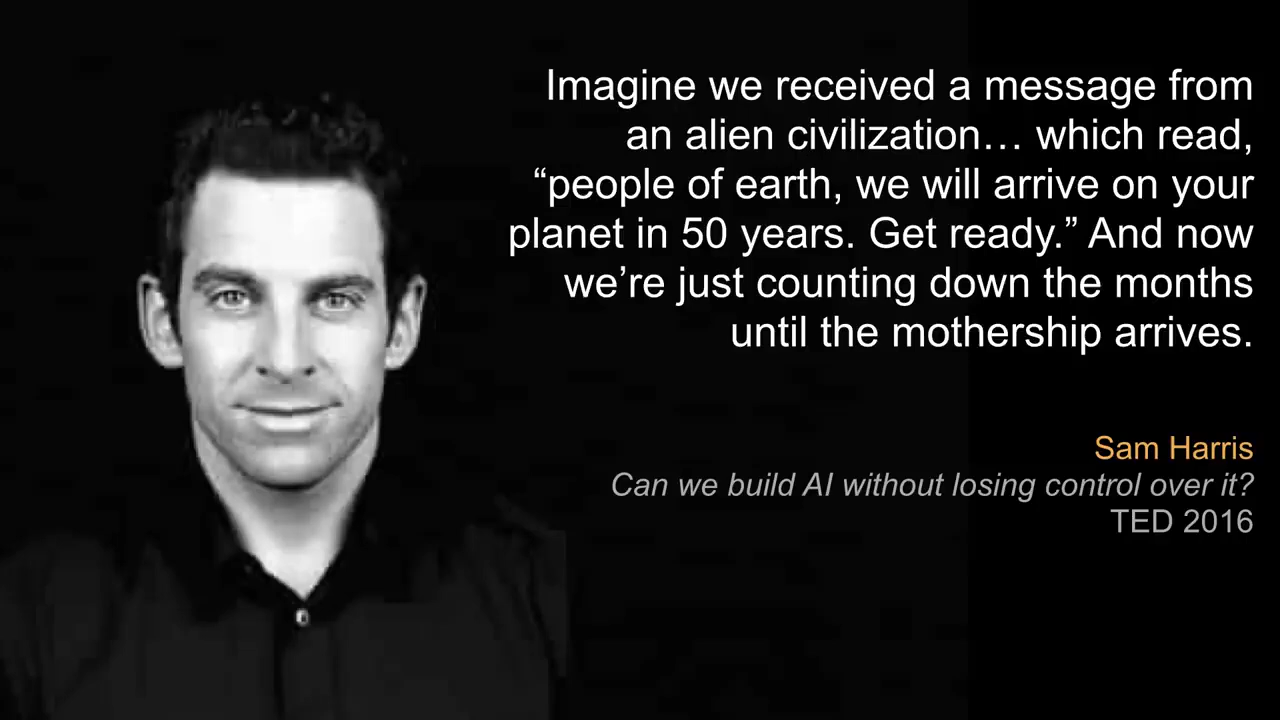 Imagine we received a message from
an alien civilization… which read,
“people of earth, we will arrive on your
planet in 50 years. Get ready.” And now
we’re just counting down the months
until the mothership arrives.
Sam Harris
Can we build AI without losing control over it?
TED 2016